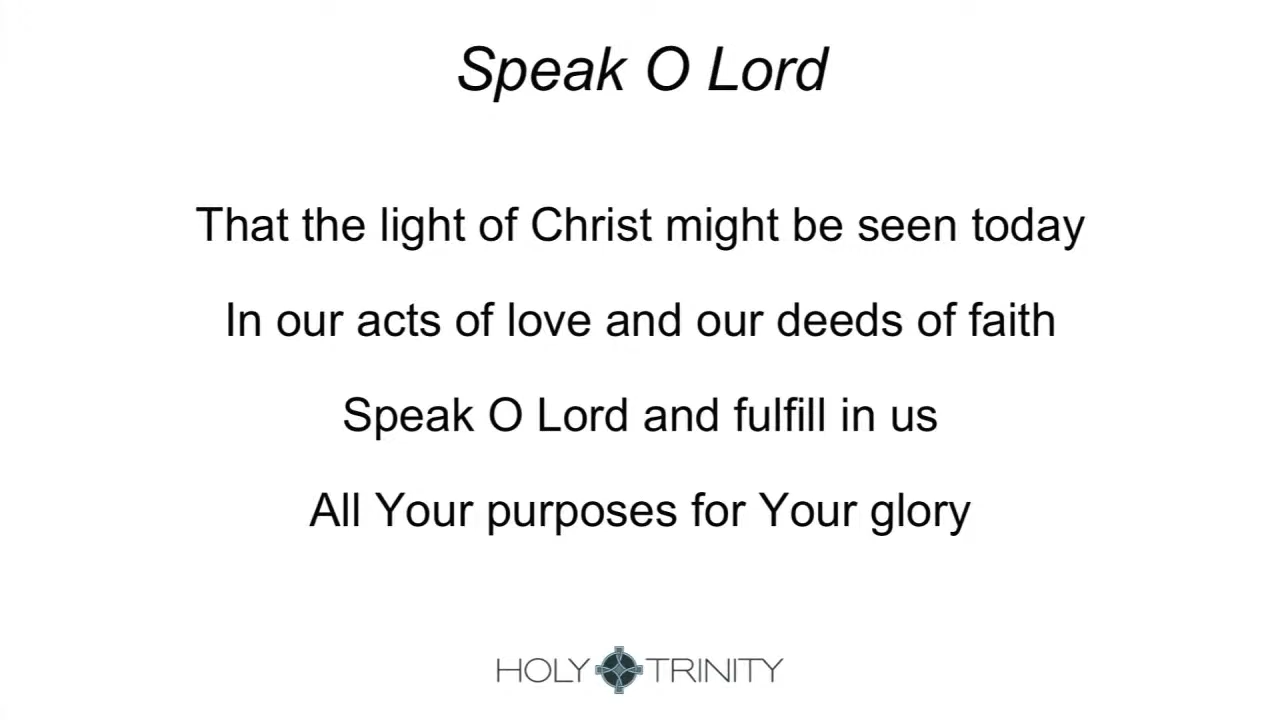 Speak O Lord
That the light of Christ might be seen today
In our acts of love and our deeds of faith
Speak O Lord and fulfill in us
All Your purposes for Your glory
HOLY TRINITY